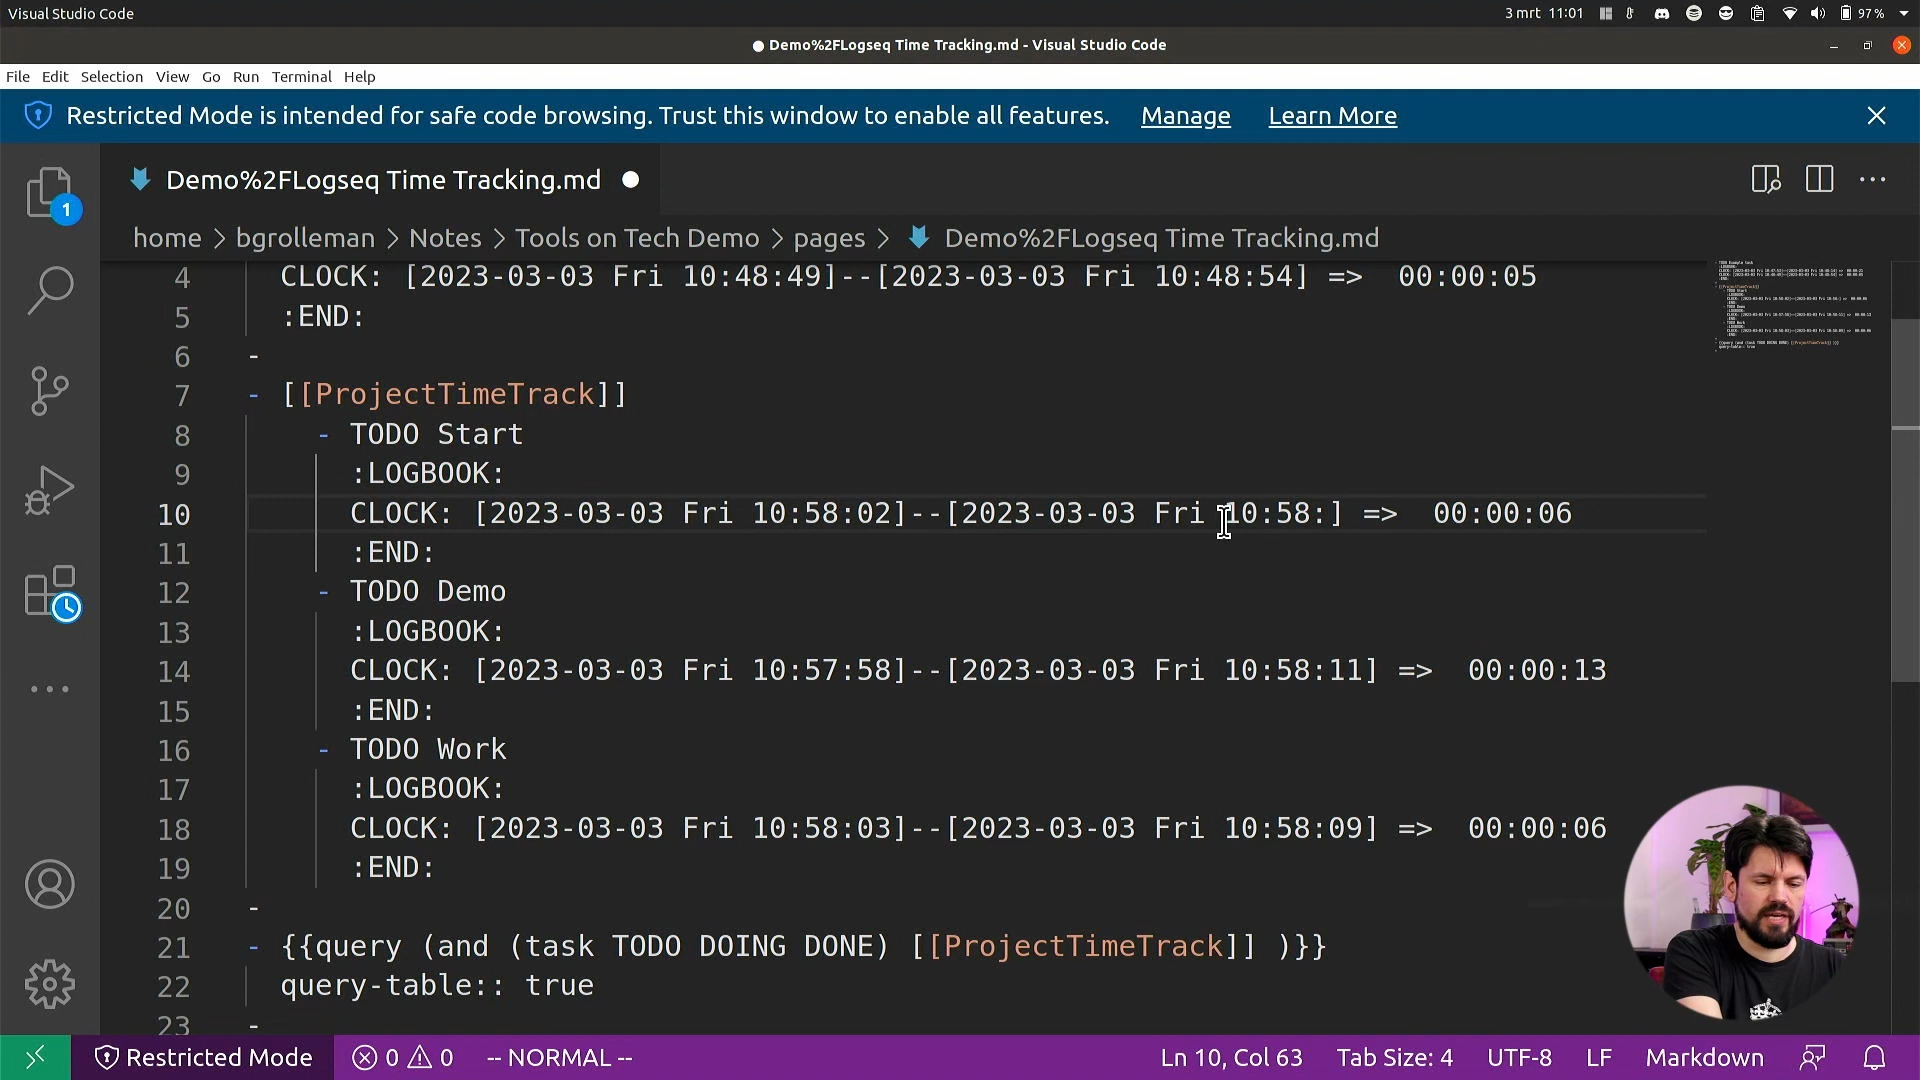 Visual Studio Code
3 mrt 11:01
97 %
Demo%2FLogseq Time Tracking.md - Visual Studio Code
File Edit Selection View Go Run Terminal Help
Restricted Mode is intended for safe code browsing. Trust this window to enable all features. Manage Learn More
Demo%2FLogseq Time Tracking.md
1
home > bgrolleman > Notes > Tools on Tech Demo > pages > Demo%2FLogseq Time Tracking.md
4 CLOCK: [2023-03-03 Fri 10:48:49]--[2023-03-03 Fri 10:48:54] => 00:00:05
5 :END:
6 -
7 - [[ProjectTimeTrack]]
8 - TODO Start
9 :LOGBOOK:
10 CLOCK: [2023-03-03 Fri 10:58:02]--[2023-03-03 Fri 10:58:] => 00:00:06
11 :END:
12 - TODO Demo
13 :LOGBOOK:
14 CLOCK: [2023-03-03 Fri 10:57:58]--[2023-03-03 Fri 10:58:11] => 00:00:13
15 :END:
16 - TODO Work
17 :LOGBOOK:
18 CLOCK: [2023-03-03 Fri 10:58:03]--[2023-03-03 Fri 10:58:09] => 00:00:06
19 :END:
20 -
21 - {{query (and (task TODO DOING DONE) [[ProjectTimeTrack]] )}}
22 query-table:: true
23 -
Restricted Mode 0 0 -- NORMAL -- Ln 10, Col 63 Tab Size: 4 UTF-8 LF Markdown